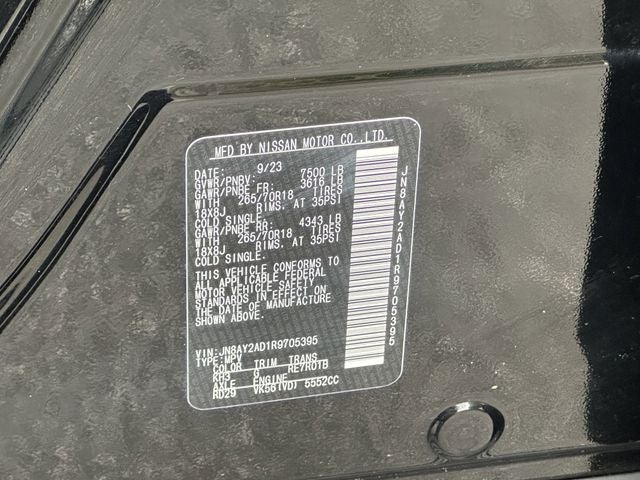 MFD BY NISSAN MOTOR CO.,LTD.
DATE: 9/23
GVWR/PNBV: 7500 LB
GAWR/PNBE FR: 3616 LB
WITH 265/70R18 TIRES
18X8J RIMS. AT 35PSI
COLD SINGLE.
GAWR/PNBE RR: 4343 LB
WITH 265/70R18 TIRES
18X8J RIMS. AT 35PSI
COLD SINGLE.
THIS VEHICLE CONFORMS TO
ALL APPLICABLE FEDERAL
MOTOR VEHICLE SAFETY
STANDARDS IN EFFECT ON
THE DATE OF MANUFACTURE
SHOWN ABOVE.
VIN:JN8AY2AD1R9705395
TYPE:MPV
COLOR TRIM TRANS
KH3 G RE7R01B
AXLE ENGINE
RD29 VK56(VD) 5552CC
JN8AY2AD1R9705395